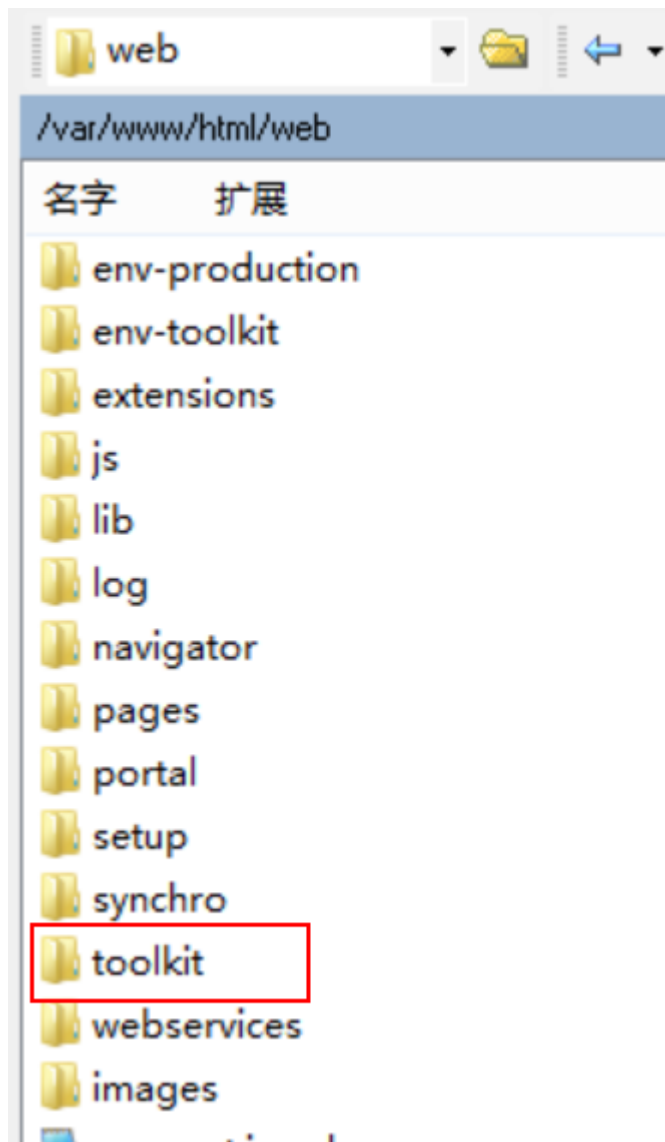 web
/var/www/html/web
名字 扩展
env-production
env-toolkit
extensions
js
lib
log
navigator
pages
portal
setup
synchro
toolkit
webservices
images